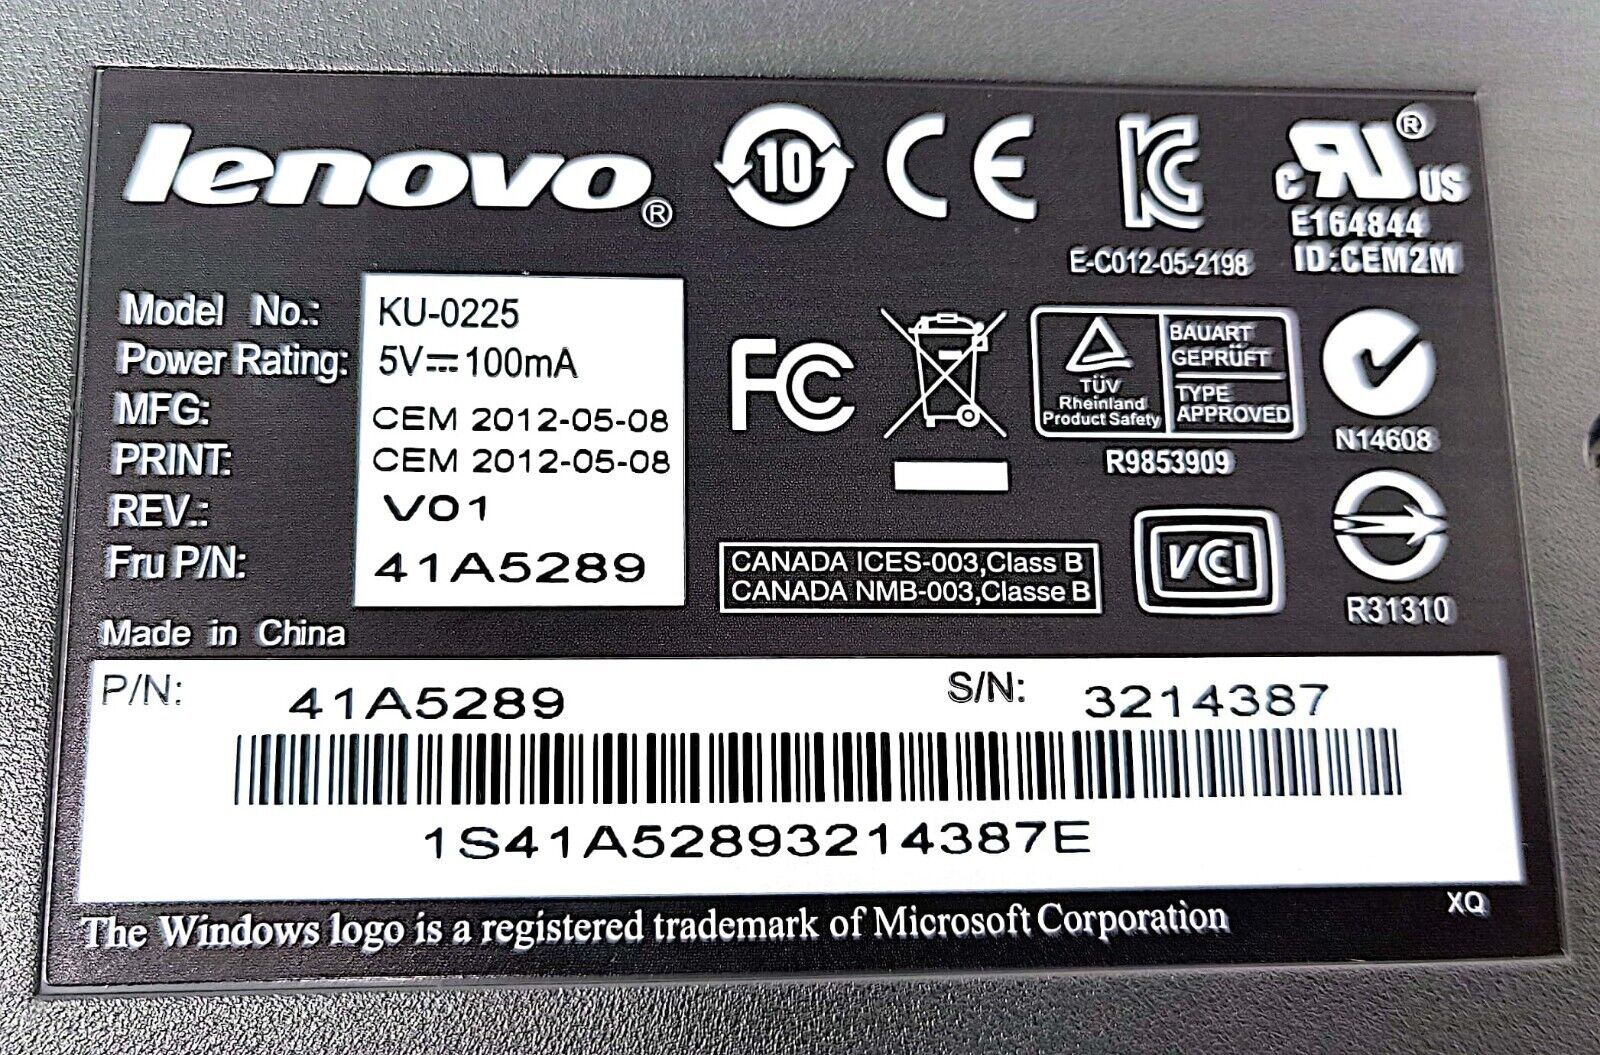 lenovo®
10
CE
KC
E-C012-05-2198
c RU® US
E164844
ID:CEM2M
Model No.: KU-0225
Power Rating: 5V⎓100mA
MFG: CEM 2012-05-08
PRINT: CEM 2012-05-08
REV.: V01
Fru P/N: 41A5289
Made in China
FC
TÜV
Rheinland
Product Safety
BAUART
GEPRÜFT
TYPE
APPROVED
R9853909
N14608
CANADA ICES-003,Class B
CANADA NMB-003,Classe B
VCI
R31310
P/N: 41A5289 S/N: 3214387
1S41A52893214387E
The Windows logo is a registered trademark of Microsoft Corporation
XQ